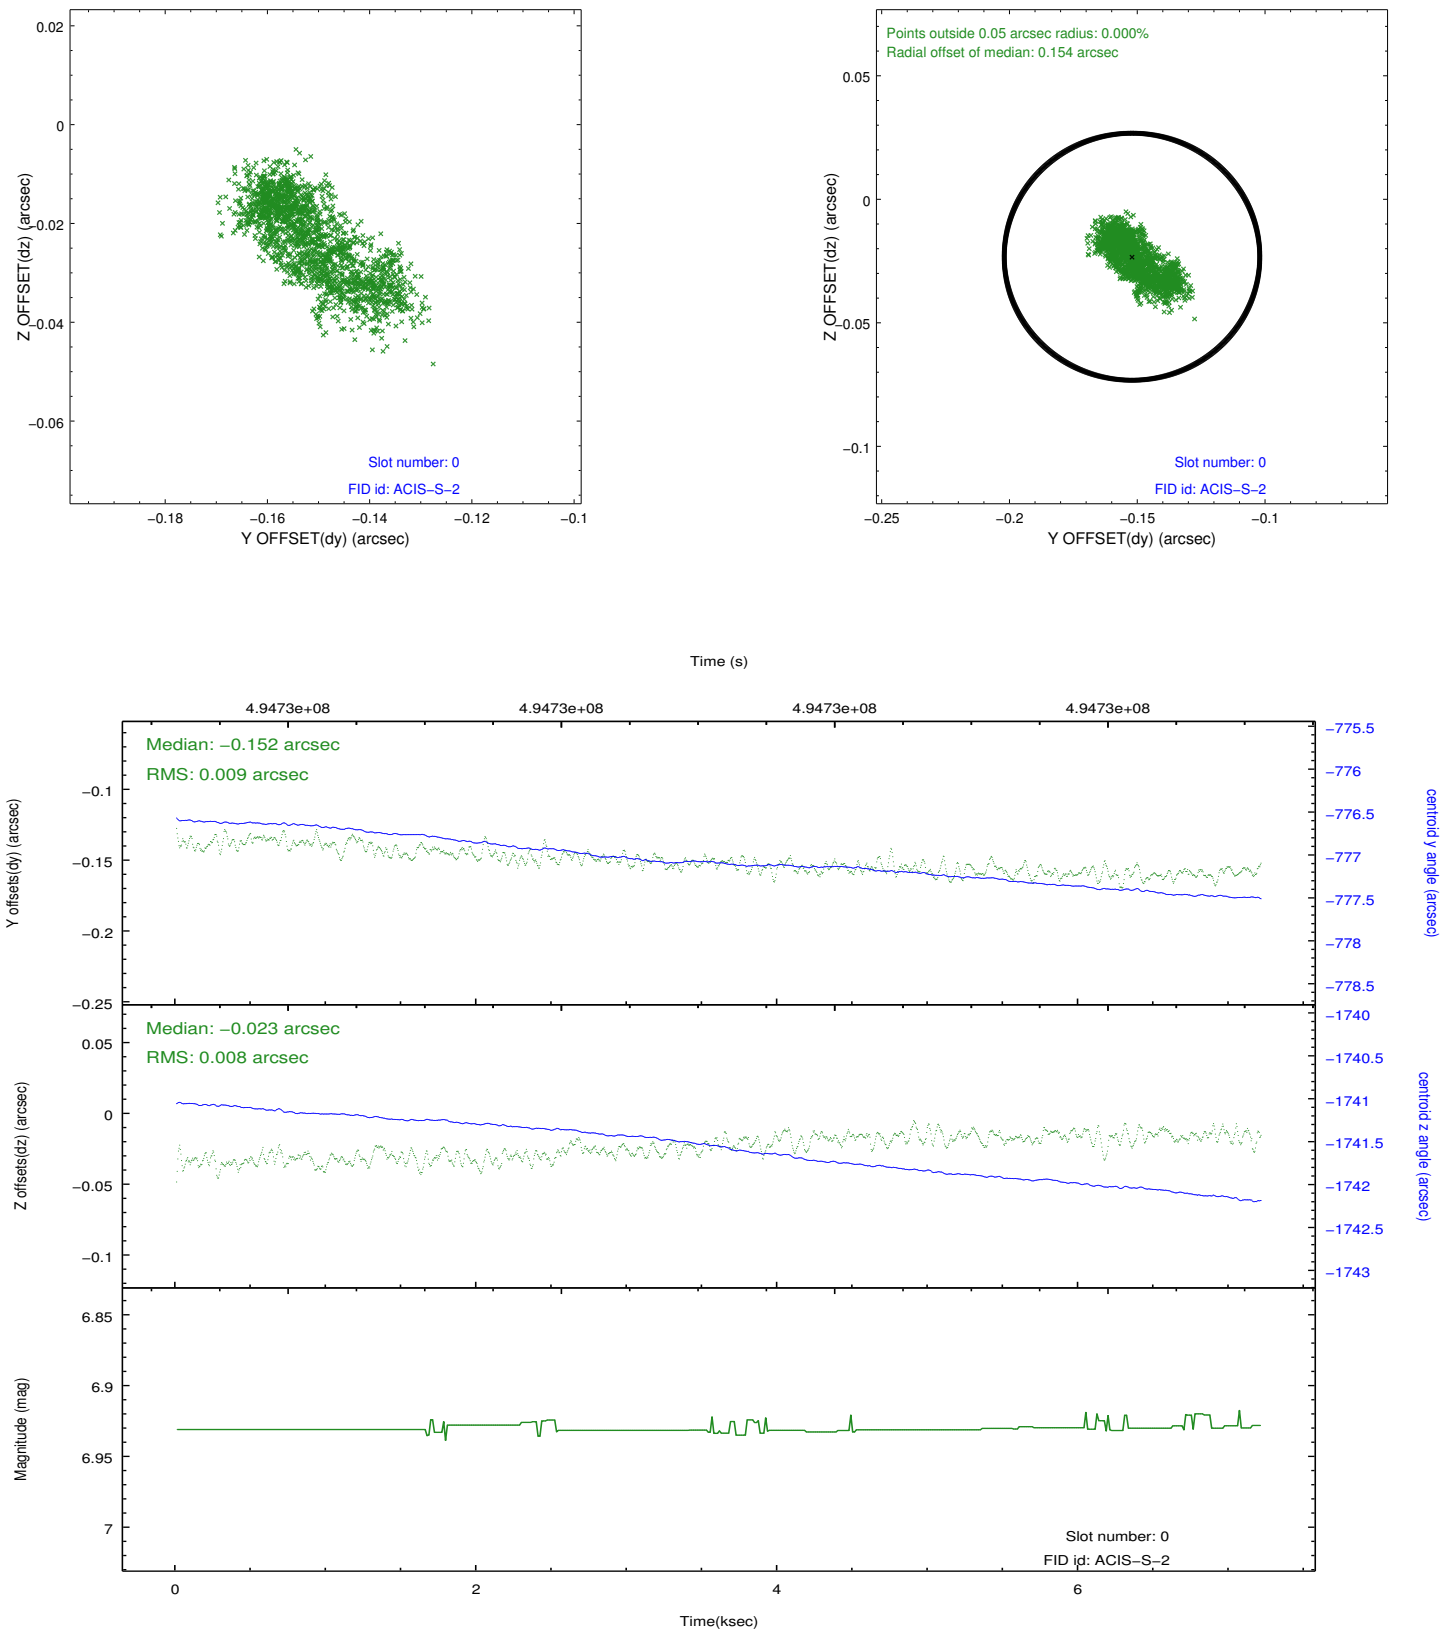 0.02
0
−0.02
−0.04
−0.06
Z OFFSET(dz) (arcsec)
Slot number: 0
FID id: ACIS−S−2
−0.18
−0.16
−0.14
−0.12
−0.1
Y OFFSET(dy) (arcsec)
Points outside 0.05 arcsec radius: 0.000%
Radial offset of median: 0.154 arcsec
0.05
0
−0.05
−0.1
Z OFFSET(dz) (arcsec)
Slot number: 0
FID id: ACIS−S−2
−0.25
−0.2
−0.15
−0.1
Y OFFSET(dy) (arcsec)
Time (s)
4.9473e+08
4.9473e+08
4.9473e+08
4.9473e+08
Median: −0.152 arcsec
RMS: 0.009 arcsec
−0.1
−0.15
−0.2
−0.25
Y offsets(dy) (arcsec)
−775.5
−776
−776.5
−777
−777.5
−778
−778.5
centroid y angle (arcsec)
Median: −0.023 arcsec
RMS: 0.008 arcsec
0.05
0
−0.05
−0.1
Z offsets(dz) (arcsec)
−1740
−1740.5
−1741
−1741.5
−1742
−1742.5
−1743
centroid z angle (arcsec)
6.85
6.9
6.95
7
Magnitude (mag)
Slot number: 0
FID id: ACIS−S−2
0
2
4
6
Time(ksec)